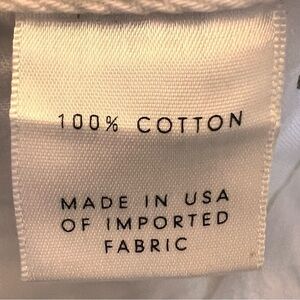 100% COTTON
MADE IN USA
OF IMPORTED
FABRIC